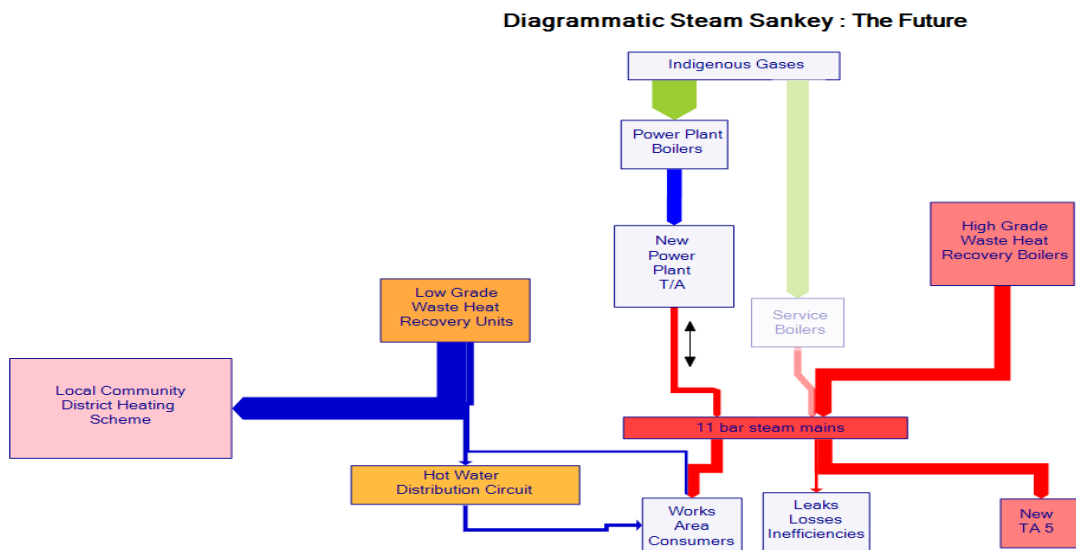 Diagrammatic Steam Sankey : The Future
Indigenous Gases
Power Plant
Boilers
New
Power
Plant
T/A
High Grade
Waste Heat
Recovery Boilers
Low Grade
Waste Heat
Recovery Units
Service
Boilers
Local Community
District Heating
Scheme
11 bar steam mains
Hot Water
Distribution Circuit
Works
Area
Consumers
Leaks
Losses
Inefficiencies
New
TA 5